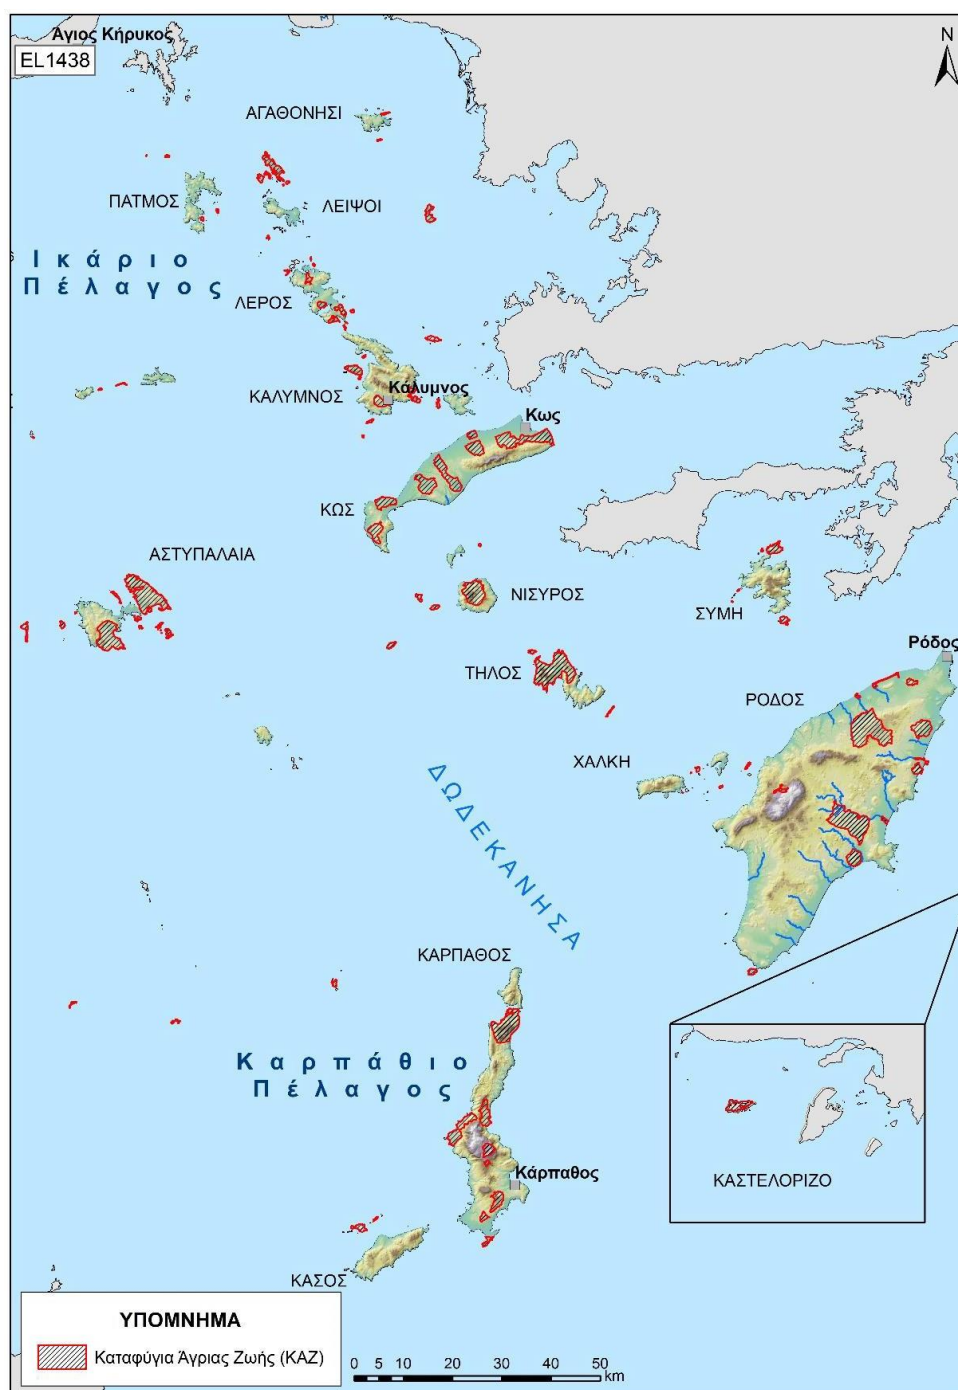 Άγιος Κήρυκος
N
EL1438
ΑΓΑΘΟΝΗΣΙ
ΠΑΤΜΟΣ
ΛΕΙΨΟΙ
Ικάριο
Πέλαγος
ΛΕΡΟΣ
ΚΑΛΥΜΝΟΣ
Κάλυμνος
Κως
ΚΩΣ
ΑΣΤΥΠΑΛΑΙΑ
ΝΙΣΥΡΟΣ
ΣΥΜΗ
Ρόδος
ΤΗΛΟΣ
ΡΟΔΟΣ
ΧΑΛΚΗ
ΔΩΔΕΚΑΝΗΣΑ
ΚΑΡΠΑΘΟΣ
Καρπάθιο
Πέλαγος
Κάρπαθος
ΚΑΣΤΕΛΟΡΙΖΟ
ΚΑΣΟΣ
ΥΠΟΜΝΗΜΑ
Καταφύγια Άγριας Ζωής (ΚΑΖ)
0 5 10 20 30 40 50
km